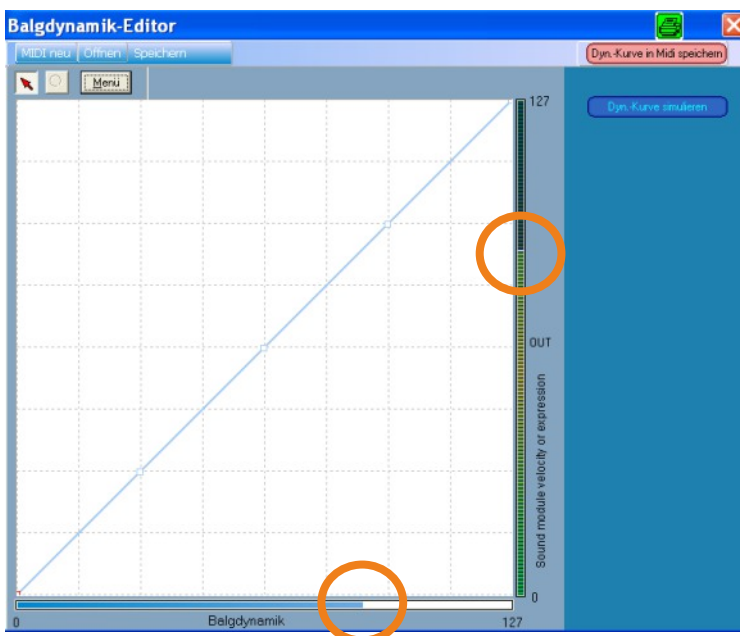 Balgdynamik-Editor
MIDI neu Öffnen Speichern
Dyn.-Kurve in Midi speichern
Menü
127
Dyn.-Kurve simulieren
OUT
Sound module velocity or expression
0
0 Balgdynamik 127